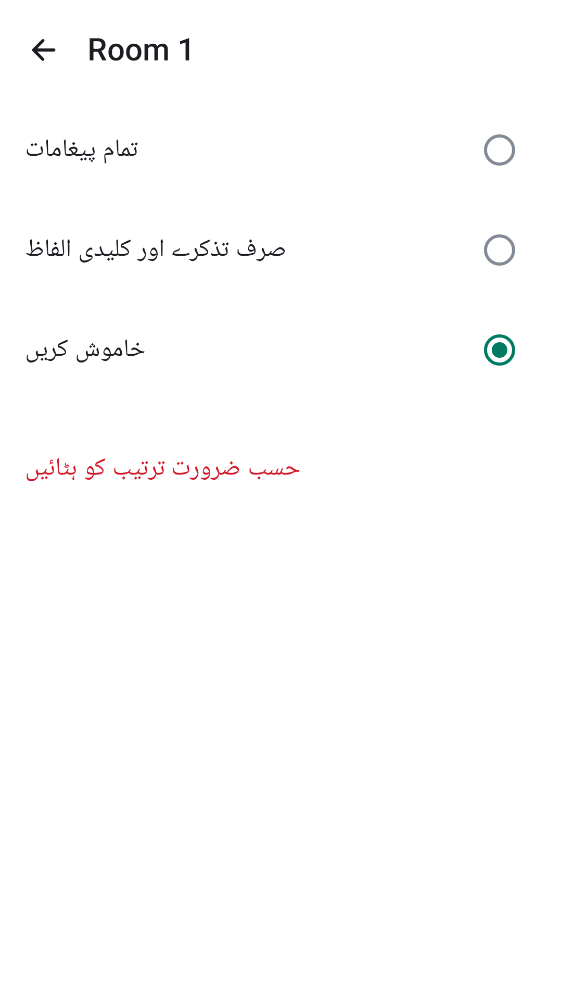 Room 1
تمام پیغامات
صرف تذکرے اور کلیدی الفاظ
خاموش کریں
حسب ضرورت ترتیب کو ہٹائیں